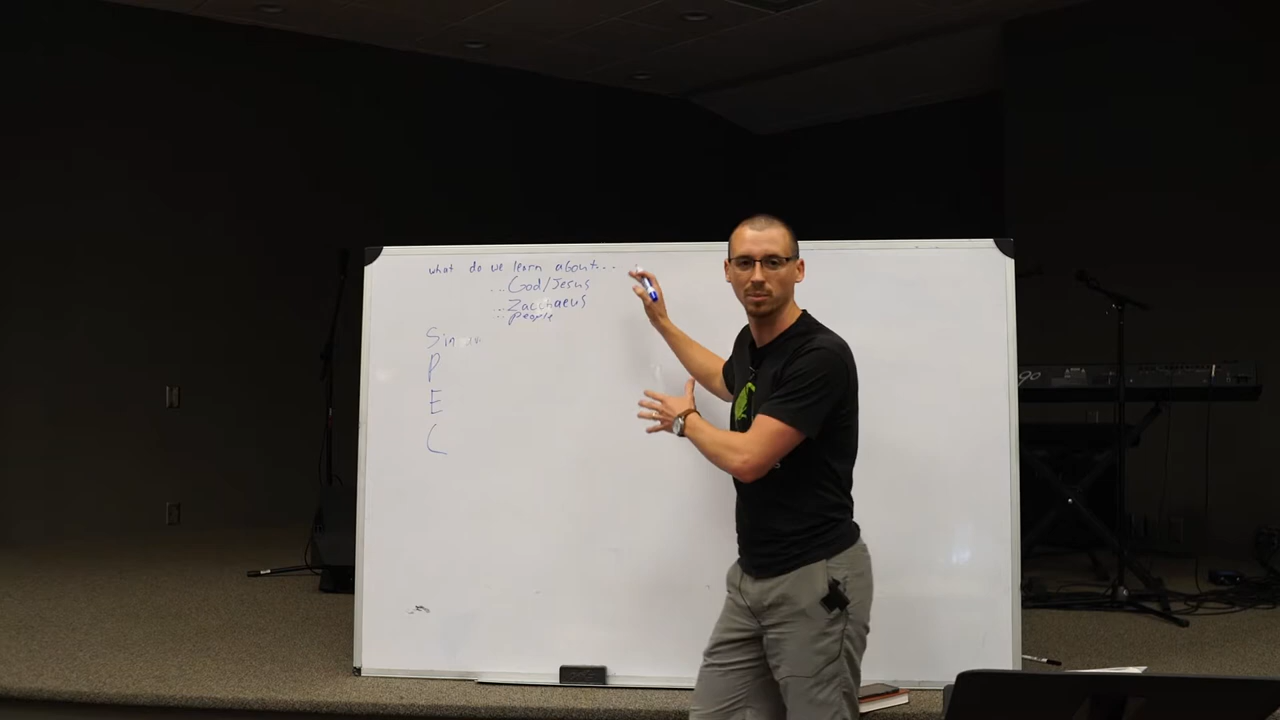 what do we learn about...
...God/Jesus
...Zacchaeus
...people
Sin
P
E
C